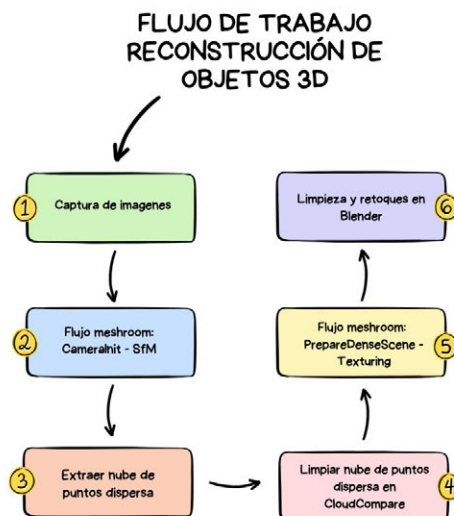 FLUJO DE TRABAJO
RECONSTRUCCIÓN DE
OBJETOS 3D
1
Captura de imagenes
2
Flujo meshroom:
CameraInit - SfM
3
Extraer nube de
puntos dispersa
4
Limpiar nube de puntos
dispersa en
CloudCompare
5
Flujo meshroom:
PrepareDenseScene -
Texturing
6
Limpieza y retoques en
Blender